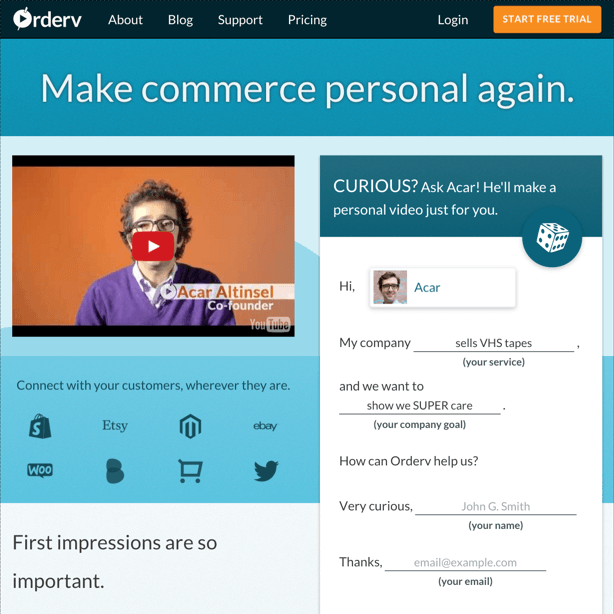 Orderv
About
Blog
Support
Pricing
Login
START FREE TRIAL
Make commerce personal again.
Acar Altinsel
Co-founder
YouTube
Connect with your customers, wherever they are.
Etsy
ebay
WOO
First impressions are so
important.
CURIOUS? Ask Acar! He'll make a
personal video just for you.
Hi,
Acar
My company sells VHS tapes ,
(your service)
and we want to
show we SUPER care .
(your company goal)
How can Orderv help us?
Very curious, John G. Smith
(your name)
Thanks, email@example.com
(your email)